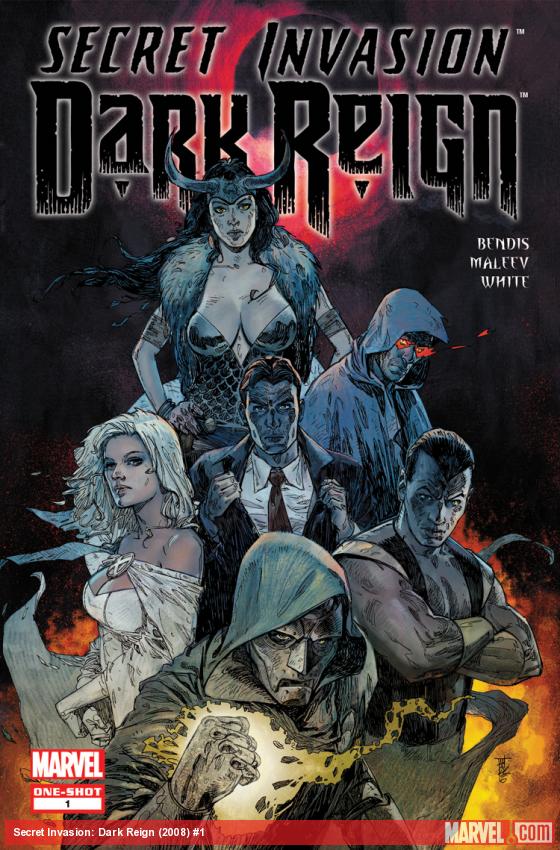 SECRET INVASION™
DARK REIGN™
BENDIS
MALEEV
WHITE
MARVEL
ONE-SHOT
1
Secret Invasion: Dark Reign (2008) #1
MARVEL.com